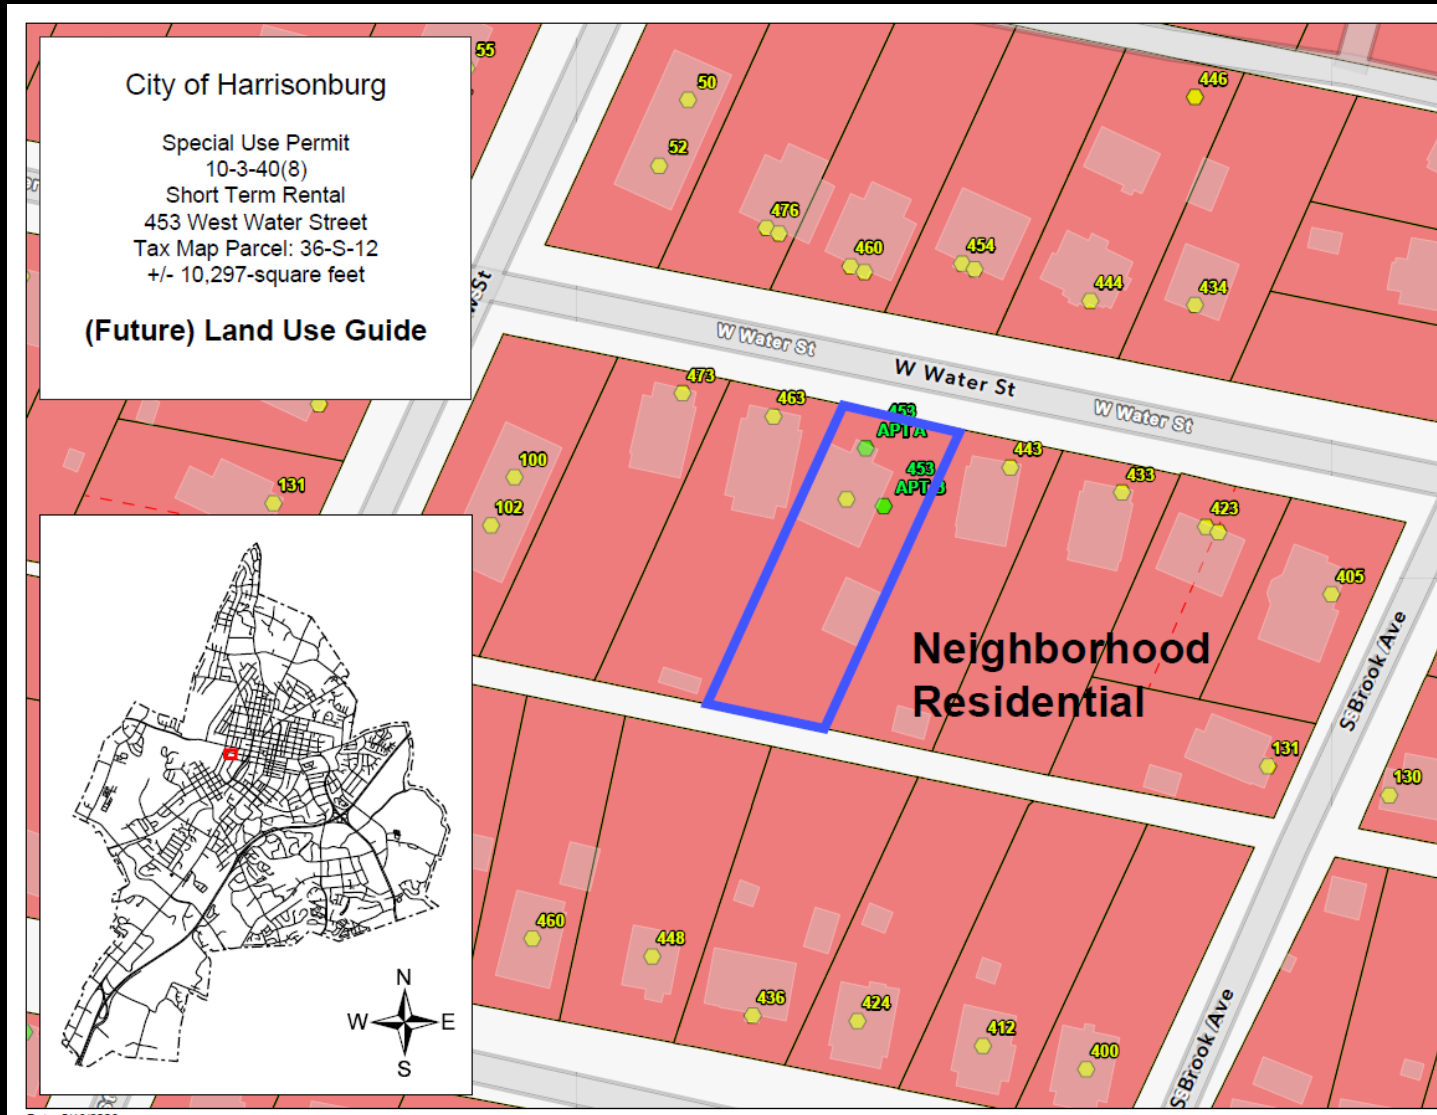 City of Harrisonburg
Special Use Permit
10-3-40(8)
Short Term Rental
453 West Water Street
Tax Map Parcel: 36-S-12
+/- 10,297-square feet
(Future) Land Use Guide
55
50
52
446
476
460
454
444
434
W Water St
W Water St
W Water St
473
463
453
APT A
453
APT B
443
433
423
405
100
102
131
Neighborhood
Residential
S Brook Ave
131
130
460
448
436
424
412
400
S Brook Ave
N
W
E
S